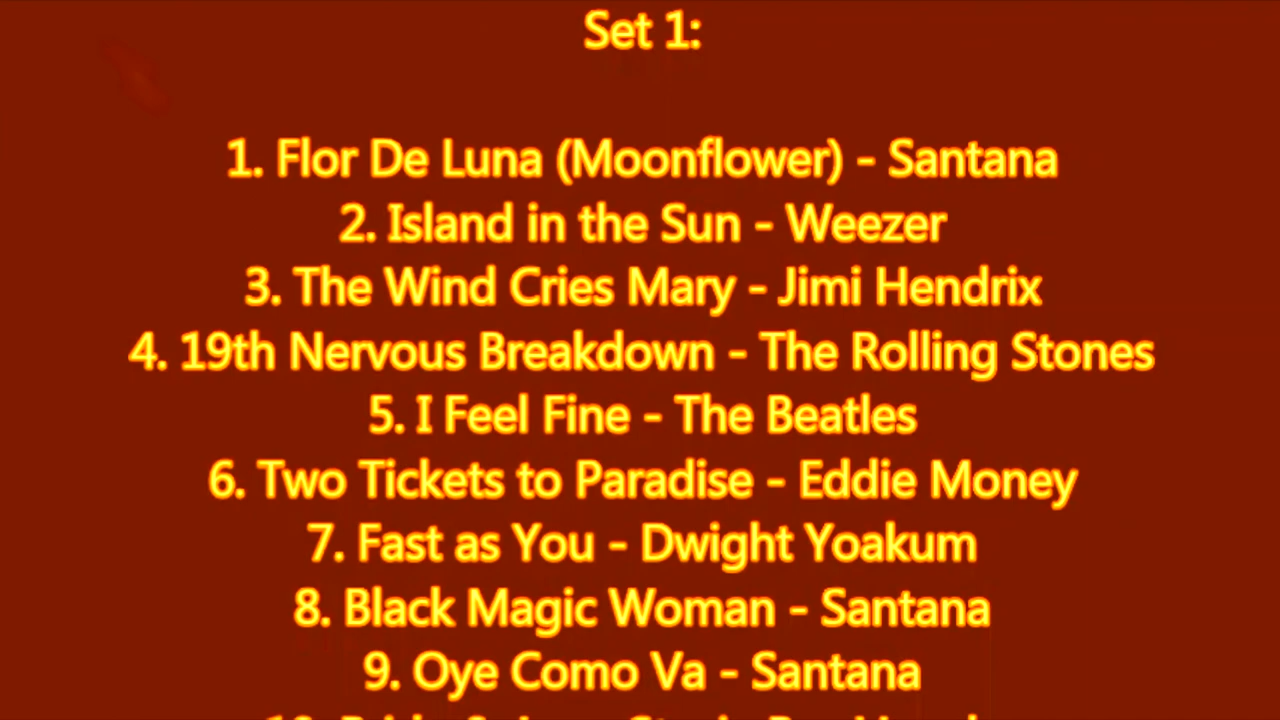 Set 1:
1. Flor De Luna (Moonflower) - Santana
2. Island in the Sun - Weezer
3. The Wind Cries Mary - Jimi Hendrix
4. 19th Nervous Breakdown - The Rolling Stones
5. I Feel Fine - The Beatles
6. Two Tickets to Paradise - Eddie Money
7. Fast as You - Dwight Yoakum
8. Black Magic Woman - Santana
9. Oye Como Va - Santana